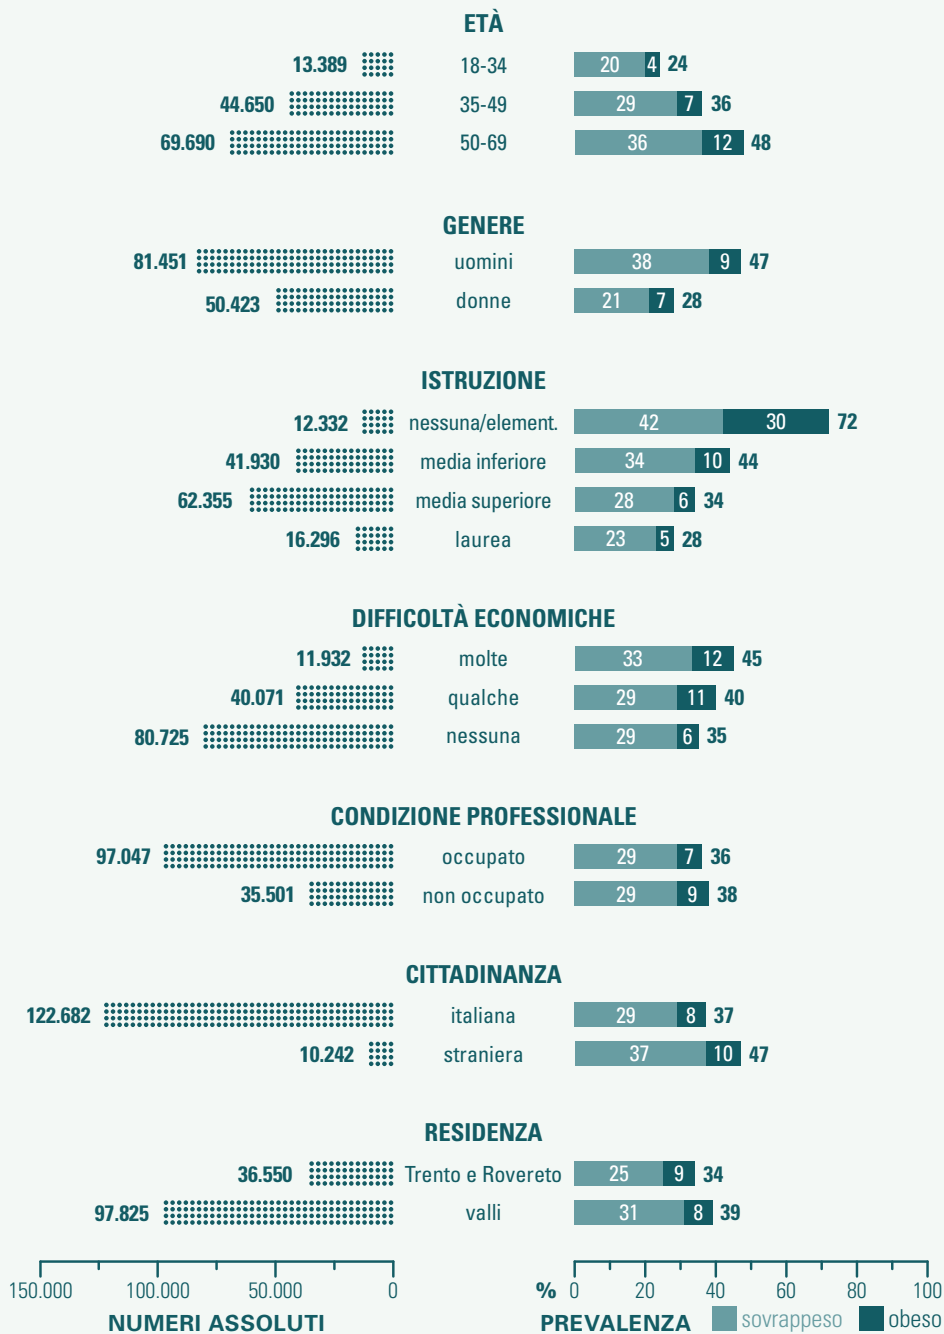 ETÀ
13.389 18-34 20 4 24
44.650 35-49 29 7 36
69.690 50-69 36 12 48
GENERE
81.451 uomini 38 9 47
50.423 donne 21 7 28
ISTRUZIONE
12.332 nessuna/element. 42 30 72
41.930 media inferiore 34 10 44
62.355 media superiore 28 6 34
16.296 laurea 23 5 28
DIFFICOLTÀ ECONOMICHE
11.932 molte 33 12 45
40.071 qualche 29 11 40
80.725 nessuna 29 6 35
CONDIZIONE PROFESSIONALE
97.047 occupato 29 7 36
35.501 non occupato 29 9 38
CITTADINANZA
122.682 italiana 29 8 37
10.242 straniera 37 10 47
RESIDENZA
36.550 Trento e Rovereto 25 9 34
97.825 valli 31 8 39
150.000 100.000 50.000 0 % 0 20 40 60 80 100
NUMERI ASSOLUTI PREVALENZA sovrappeso obeso